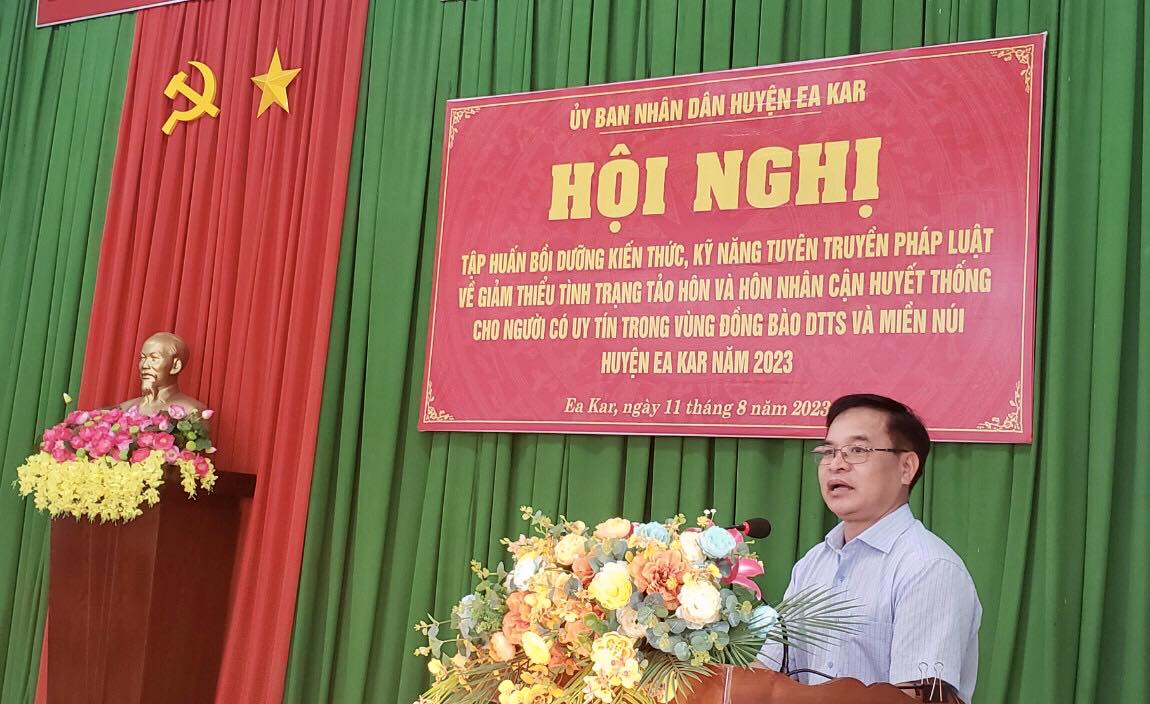 ỦY BAN NHÂN DÂN HUYỆN EA KAR
HỘI NGHỊ
TẬP HUẤN BỒI DƯỠNG KIẾN THỨC, KỸ NĂNG TUYÊN TRUYỀN PHÁP LUẬT
VỀ GIẢM THIỂU TÌNH TRẠNG TẢO HÔN VÀ HÔN NHÂN CẬN HUYẾT THỐNG
CHO NGƯỜI CÓ UY TÍN TRONG VÙNG ĐỒNG BÀO DTTS VÀ MIỀN NÚI
HUYỆN EA KAR NĂM 2023
Ea Kar, ngày 11 tháng 8 năm 2023